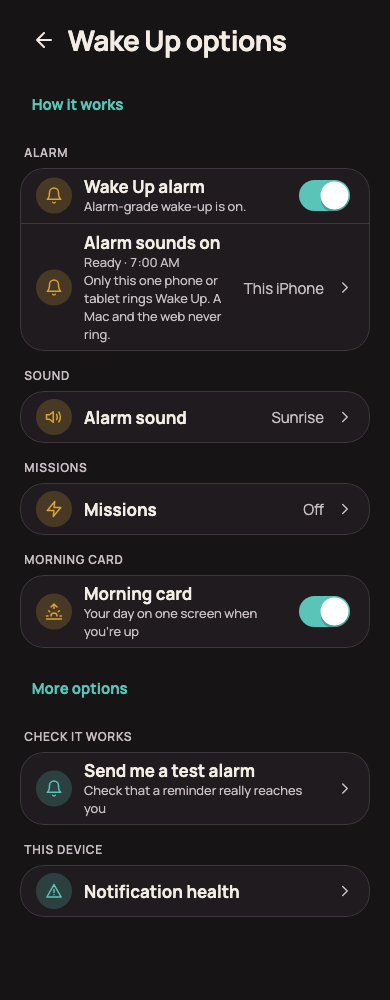 Wake Up options
How it works
ALARM
Wake Up alarm
Alarm-grade wake-up is on.
Alarm sounds on
Ready · 7:00 AM
Only this one phone or
tablet rings Wake Up. A
Mac and the web never
ring.
This iPhone
SOUND
Alarm sound
Sunrise
MISSIONS
Missions
Off
MORNING CARD
Morning card
Your day on one screen when
you're up
More options
CHECK IT WORKS
Send me a test alarm
Check that a reminder really reaches
you
THIS DEVICE
Notification health